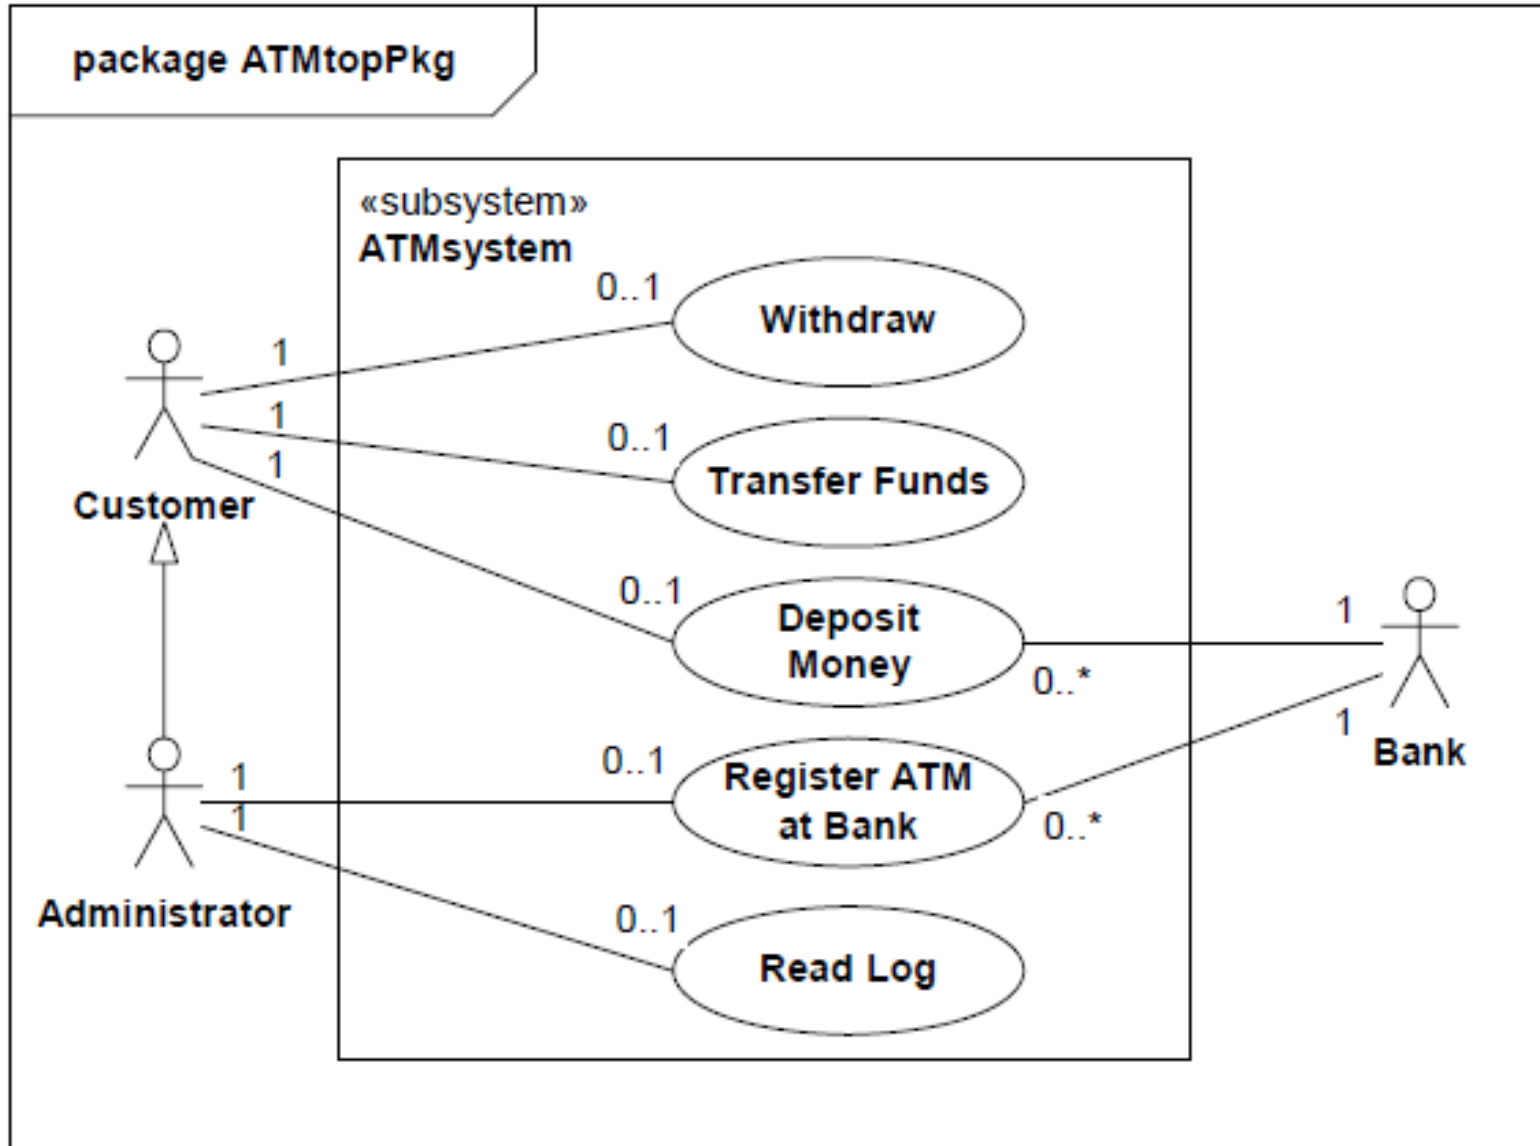 package ATMtopPkg
«subsystem»
ATMsystem
0..1
Withdraw
1
1
0..1
Transfer Funds
1
Customer
0..1
Deposit
Money
1
0..*
1
Bank
1
0..1
Register ATM
at Bank
1
0..*
Administrator
0..1
Read Log